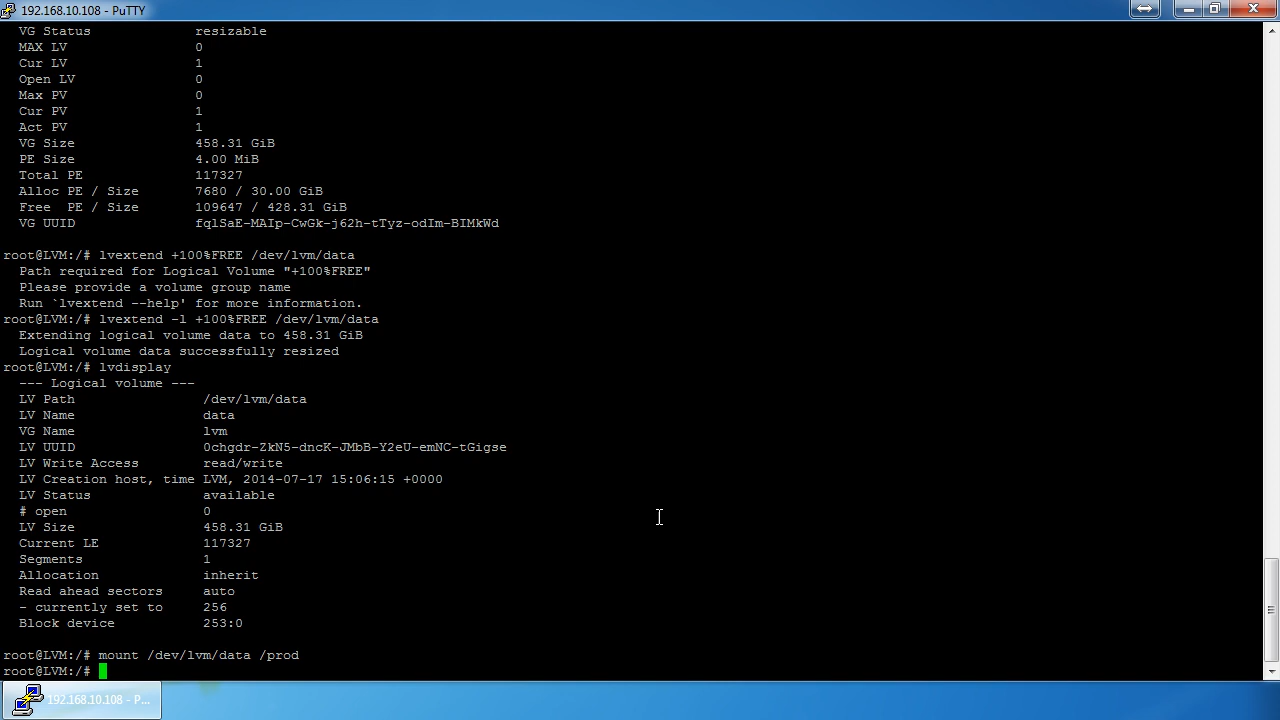 192.168.10.108 - PuTTY
VG Status resizable
MAX LV 0
Cur LV 1
Open LV 0
Max PV 0
Cur PV 1
Act PV 1
VG Size 458.31 GiB
PE Size 4.00 MiB
Total PE 117327
Alloc PE / Size 7680 / 30.00 GiB
Free  PE / Size 109647 / 428.31 GiB
VG UUID fqlSaE-MAIp-CwGk-j62h-tTyz-odIm-BIMkWd
root@LVM:/# lvextend +100%FREE /dev/lvm/data
Path required for Logical Volume "+100%FREE"
Please provide a volume group name
Run `lvextend --help' for more information.
root@LVM:/# lvextend -l +100%FREE /dev/lvm/data
Extending logical volume data to 458.31 GiB
Logical volume data successfully resized
root@LVM:/# lvdisplay
--- Logical volume ---
LV Path /dev/lvm/data
LV Name data
VG Name lvm
LV UUID 0chgdr-ZkN5-dncK-JMbB-Y2eU-emNC-tGigse
LV Write Access read/write
LV Creation host, time LVM, 2014-07-17 15:06:15 +0000
LV Status available
# open 0
LV Size 458.31 GiB
Current LE 117327
Segments 1
Allocation inherit
Read ahead sectors auto
- currently set to 256
Block device 253:0
root@LVM:/# mount /dev/lvm/data /prod
root@LVM:/#
192.168.10.108 - P...